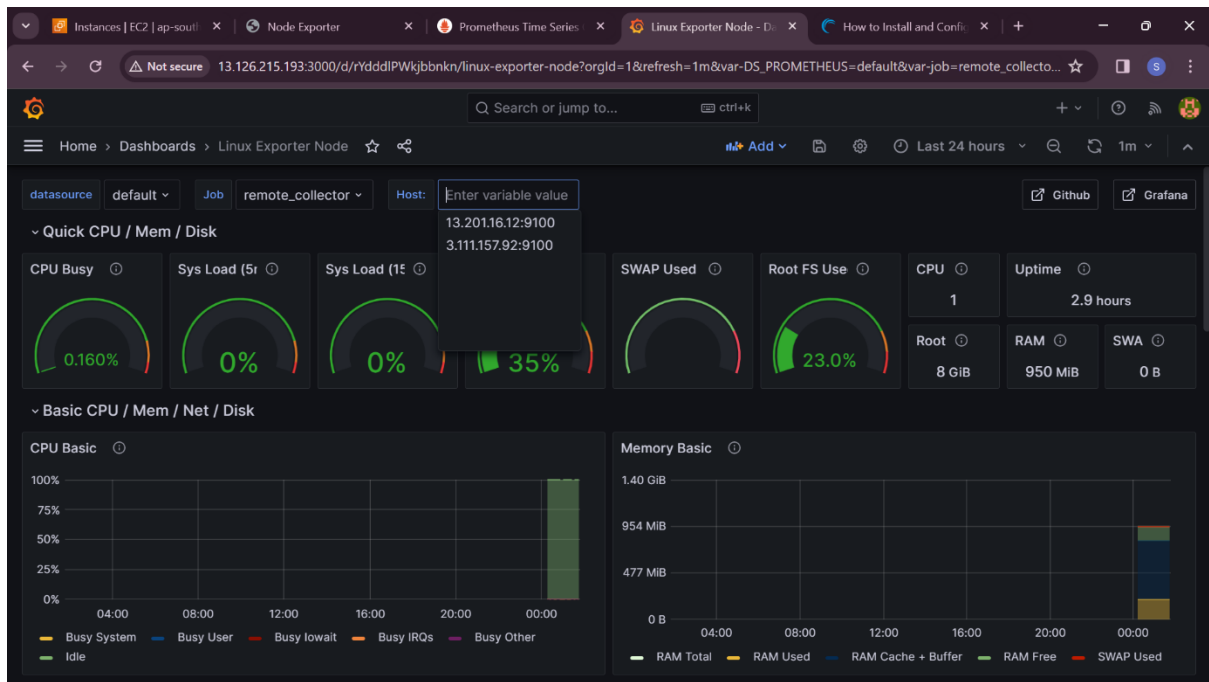 Instances | EC2 | ap-south
Node Exporter
Prometheus Time Series
Linux Exporter Node - Da
How to Install and Config
Not secure 13.126.215.193:3000/d/rYdddlPWkjbbnkn/linux-exporter-node?orgId=1&refresh=1m&var-DS_PROMETHEUS=default&var-job=remote_collecto...
S
Search or jump to... ctrl+k
Home > Dashboards > Linux Exporter Node
Add
Last 24 hours
1m
datasource default Job remote_collector Host: Enter variable value
Github Grafana
13.201.16.12:9100
3.111.157.92:9100
Quick CPU / Mem / Disk
CPU Busy
0.160%
Sys Load (5r
0%
Sys Load (15
0%
35%
SWAP Used
Root FS Use
23.0%
CPU
1
Uptime
2.9 hours
Root
8 GiB
RAM
950 MiB
SWA
0 B
Basic CPU / Mem / Net / Disk
CPU Basic
100%
75%
50%
25%
0%
04:00 08:00 12:00 16:00 20:00 00:00
Busy System Busy User Busy Iowait Busy IRQs Busy Other
Idle
Memory Basic
1.40 GiB
954 MiB
477 MiB
0 B
04:00 08:00 12:00 16:00 20:00 00:00
RAM Total RAM Used RAM Cache + Buffer RAM Free SWAP Used